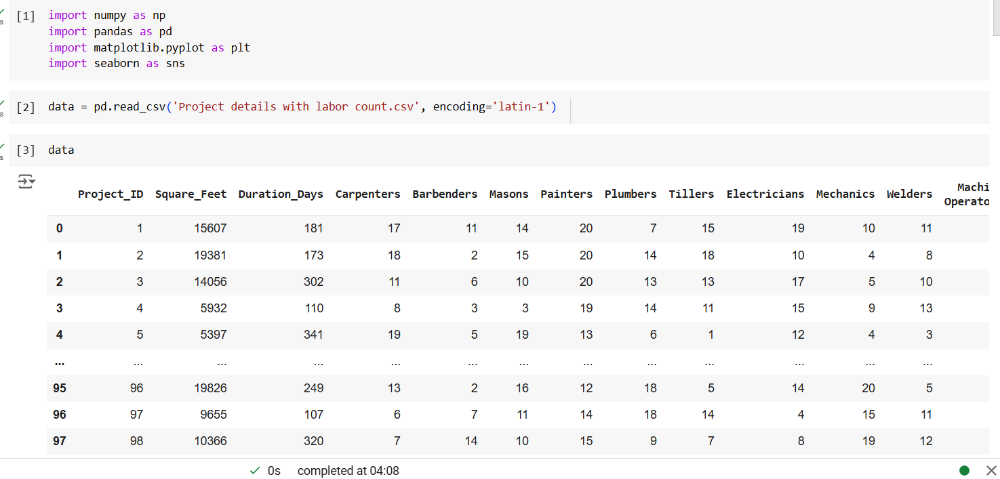 [1] import numpy as np
import pandas as pd
import matplotlib.pyplot as plt
import seaborn as sns
s
[2] data = pd.read_csv('Project details with labor count.csv', encoding='latin-1')
s
[3] data
s
Project_ID Square_Feet Duration_Days Carpenters Barbenders Masons Painters Plumbers Tillers Electricians Mechanics Welders Machi
Operato
0 1 15607 181 17 11 14 20 7 15 19 10 11
1 2 19381 173 18 2 15 20 14 18 10 4 8
2 3 14056 302 11 6 10 20 13 13 17 5 10
3 4 5932 110 8 3 3 19 14 11 15 9 13
4 5 5397 341 19 5 19 13 6 1 12 4 3
... ... ... ... ... ... ... ... ... ... ... ... ...
95 96 19826 249 13 2 16 12 18 5 14 20 5
96 97 9655 107 6 7 11 14 18 14 4 15 11
97 98 10366 320 7 14 10 15 9 7 8 19 12
0s completed at 04:08